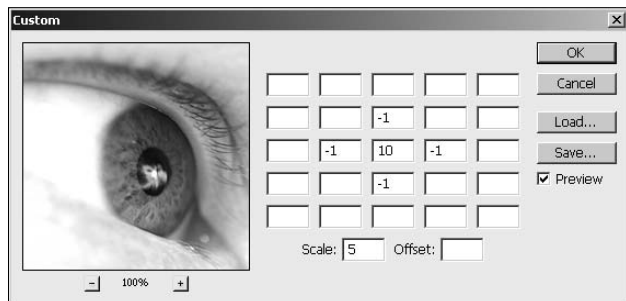 Custom
OK
Cancel
-1
Load...
-1 10 -1
Save...
-1
Preview
Scale: 5 Offset:
- 100% +